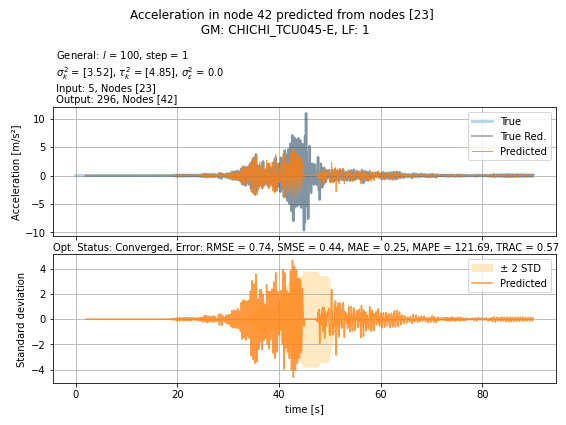 Acceleration in node 42 predicted from nodes [23]
GM: CHICHI_TCU045-E, LF: 1
General: l = 100, step = 1
σ²ₖ = [3.52], τ²ₖ = [4.85], σ²ε = 0.0
Input: 5, Nodes [23]
Output: 296, Nodes [42]
Acceleration [m/s²]
10
5
0
−5
−10
True
True Red.
Predicted
Opt. Status: Converged, Error: RMSE = 0.74, SMSE = 0.44, MAE = 0.25, MAPE = 121.69, TRAC = 0.57
Standard deviation
4
2
0
−2
−4
± 2 STD
Predicted
0 20 40 60 80
time [s]